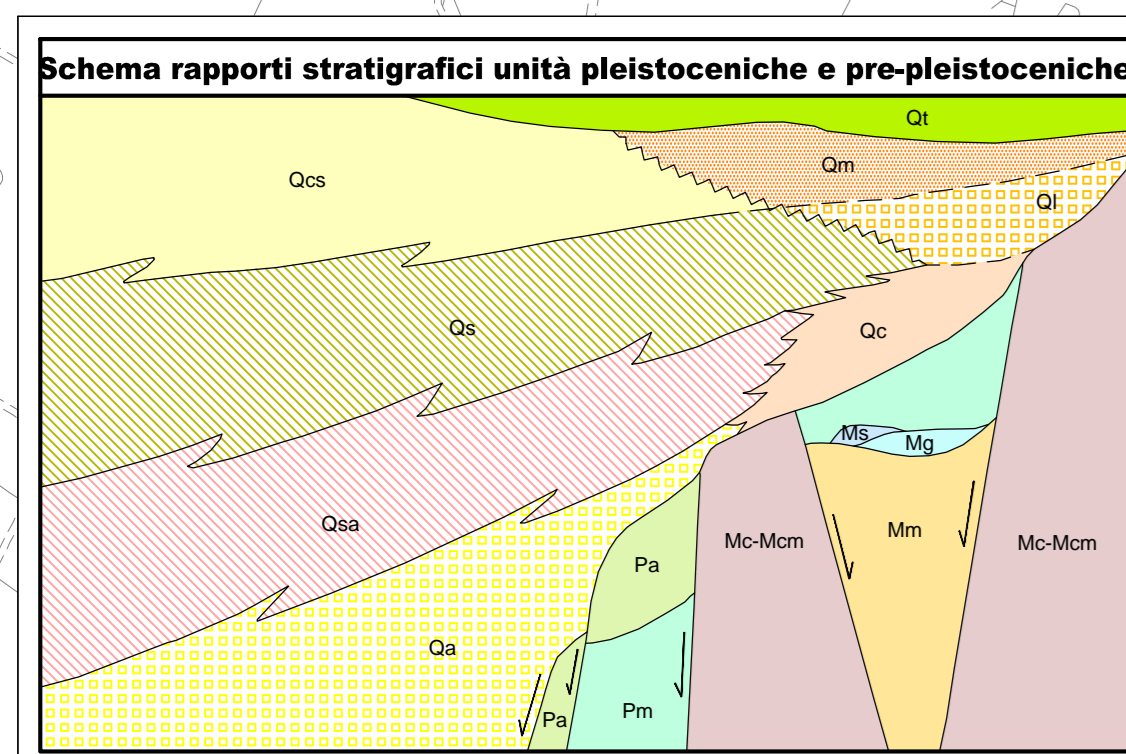 Schema rapporti stratigrafici unità pleistoceniche e pre-pleistoceniche
Qt
Qm
Qcs
Ql
Qs
Qc
Ms
Mg
Qsa
Mm
Mc-Mcm
Mc-Mcm
Pa
Qa
Pm
Pa